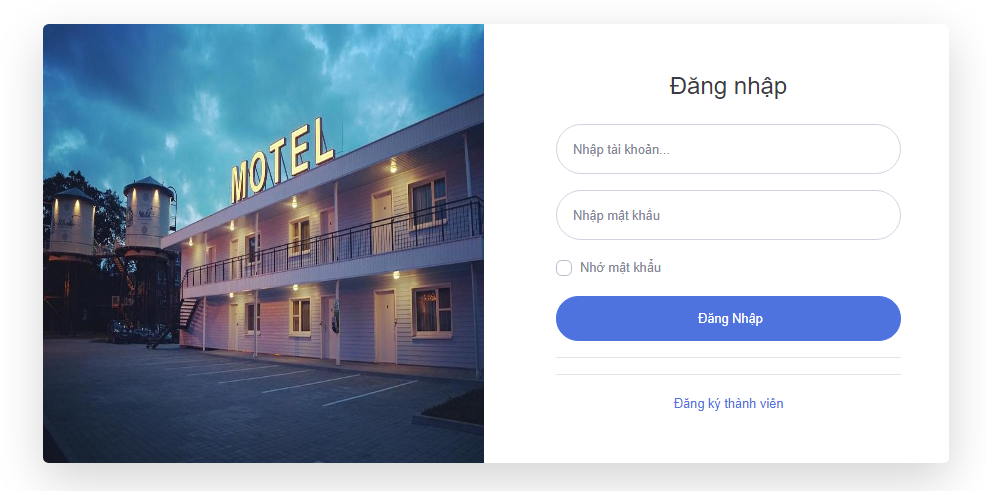 MOTEL
Đăng nhập
Nhập tài khoản...
Nhập mật khẩu
Nhớ mật khẩu
Đăng Nhập
Đăng ký thành viên